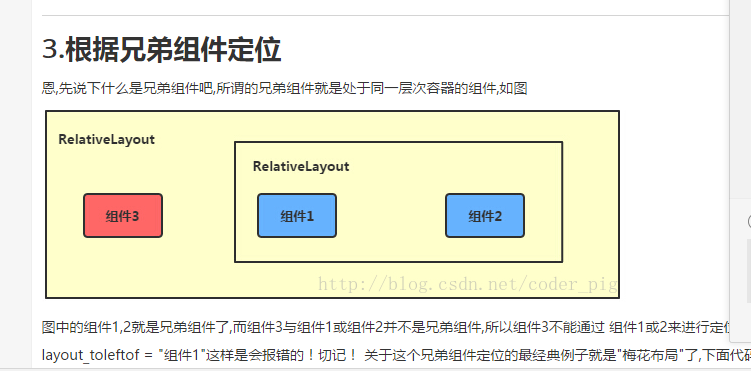 3.根据兄弟组件定位
恩,先说下什么是兄弟组件吧,所谓的兄弟组件就是处于同一层次容器的组件,如图
RelativeLayout
RelativeLayout
组件3
组件1
组件2
http://blog.csdn.net/coder_pig
图中的组件1,2就是兄弟组件了,而组件3与组件1或组件2并不是兄弟组件,所以组件3不能通过 组件1或2来进行定位
layout_toleftof = "组件1"这样是会报错的！切记！ 关于这个兄弟组件定位的最经典例子就是"梅花布局"了,下面代码